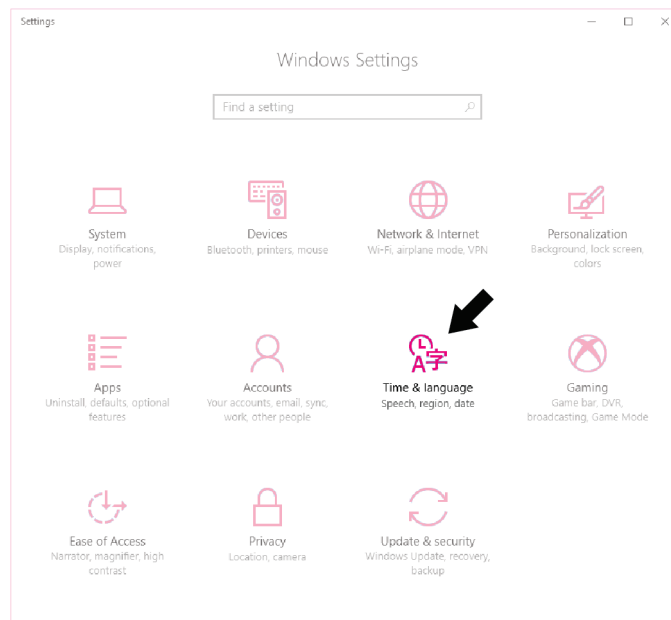 Settings
Windows Settings
Find a setting
System
Display, notifications,
power
Devices
Bluetooth, printers, mouse
Network & Internet
Wi-Fi, airplane mode, VPN
Personalization
Background, lock screen,
colors
Apps
Uninstall, defaults, optional
features
Accounts
Your accounts, email, sync,
work, other people
A字
Time & language
Speech, region, date
Gaming
Game bar, DVR,
broadcasting, Game Mode
Ease of Access
Narrator, magnifier, high
contrast
Privacy
Location, camera
Update & security
Windows Update, recovery,
backup